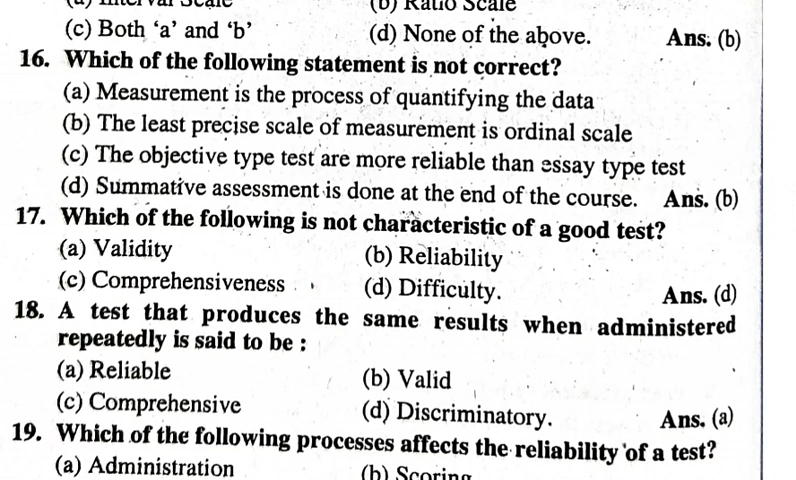 (c) Both ‘a’ and ‘b’ (d) None of the above. Ans. (b)
16. Which of the following statement is not correct?
(a) Measurement is the process of quantifying the data
(b) The least precise scale of measurement is ordinal scale
(c) The objective type test are more reliable than essay type test
(d) Summative assessment is done at the end of the course. Ans. (b)
17. Which of the following is not characteristic of a good test?
(a) Validity (b) Reliability
(c) Comprehensiveness (d) Difficulty. Ans. (d)
18. A test that produces the same results when administered
repeatedly is said to be :
(a) Reliable (b) Valid
(c) Comprehensive (d) Discriminatory. Ans. (a)
19. Which of the following processes affects the reliability of a test?
(a) Administration (b) Scoring